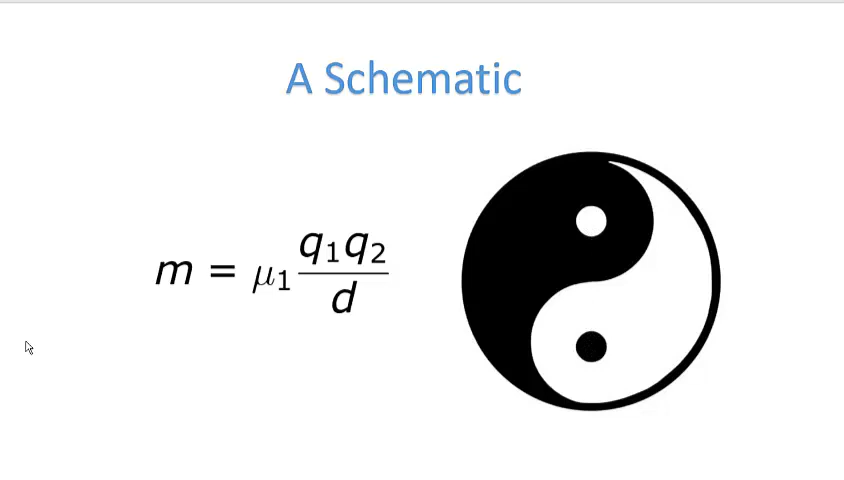 A Schematic
m = μ₁ q₁q₂/d